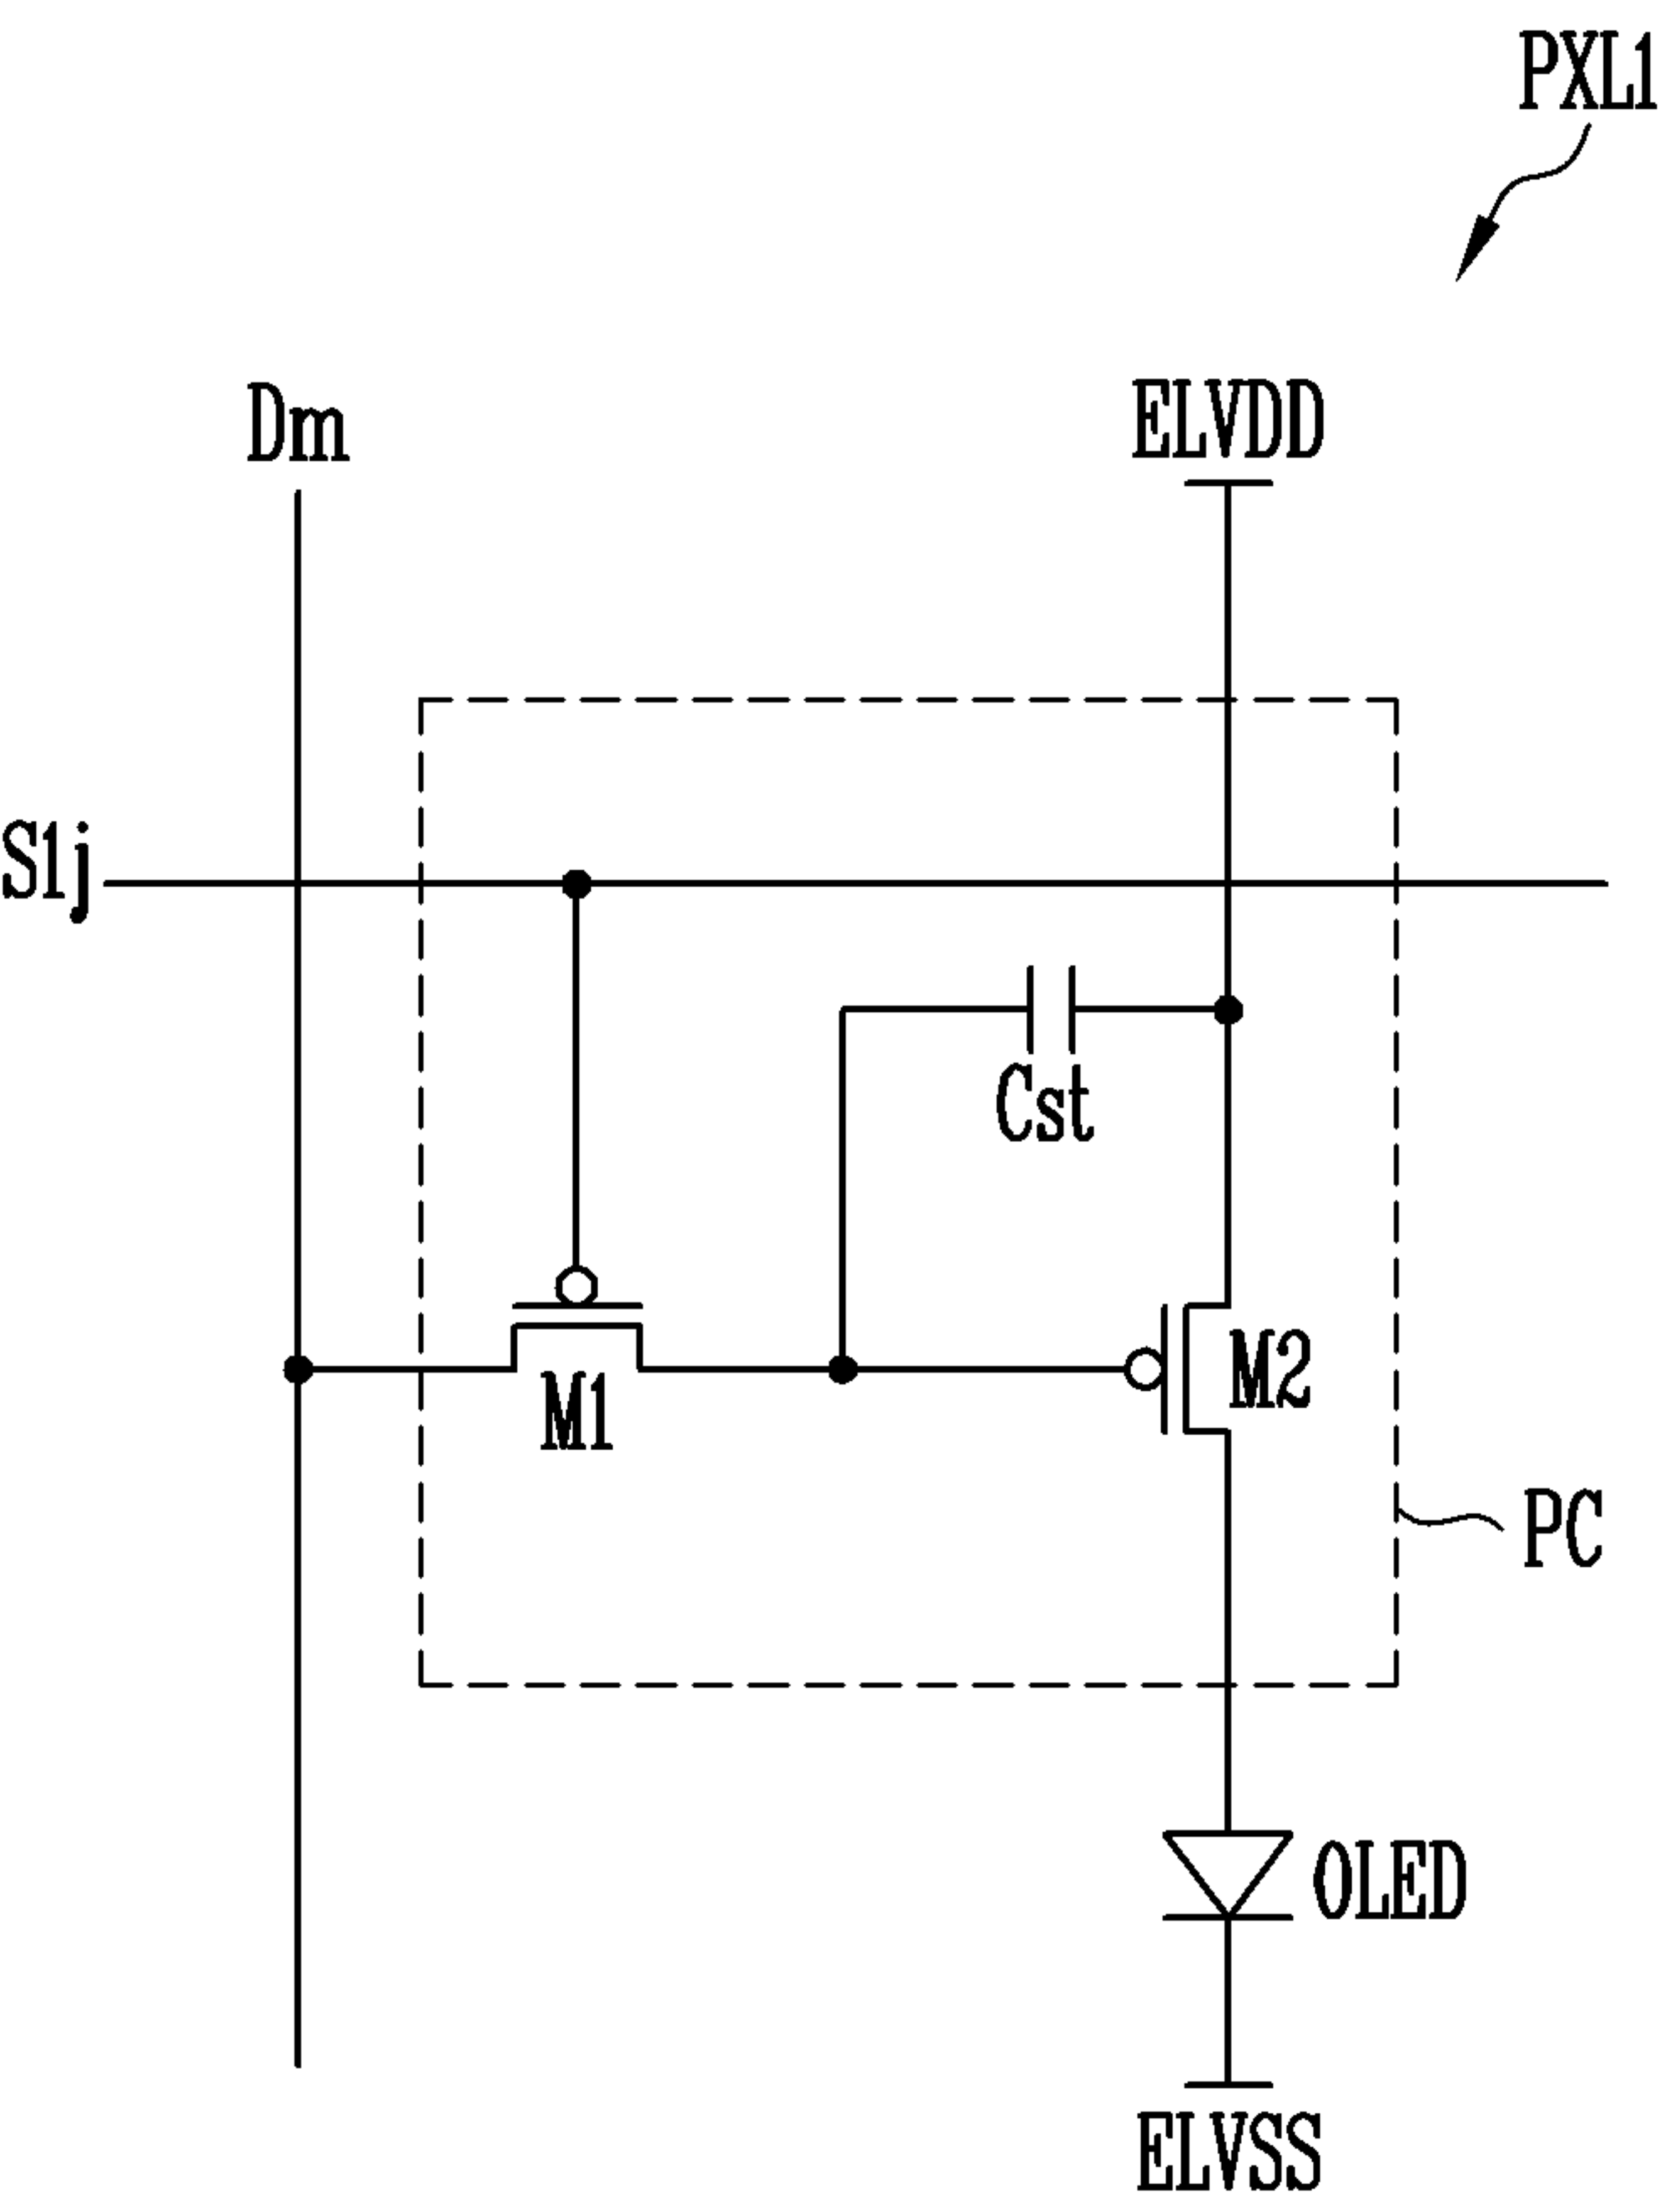 PXL1
Dm
ELVDD
S1j
Cst
M2
M1
PC
OLED
ELVSS